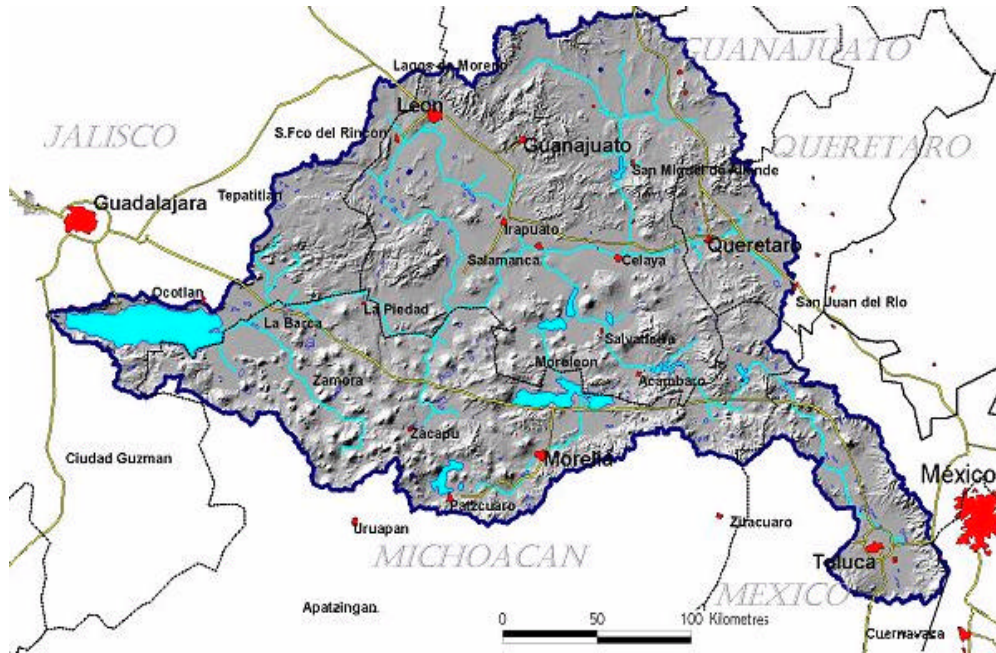 GUANAJUATO
Lagos de Moreno
Leon
JALISCO
S.Fco del Rincon
Guanajuato
QUERETARO
San Miguel de Allende
Tepatitlan
Guadalajara
Irapuato
Queretaro
Salamanca
Celaya
Ocotlan
San Juan del Rio
La Piedad
La Barca
Salvatierra
Moroleon
Zamora
Acambaro
Zacapu
Ciudad Guzman
Morelia
México
Patzcuaro
Uruapan
Zitacuaro
MICHOACAN
Toluca
MEXICO
Apatzingan
0 50 100 Kilometres
Cuernavaca